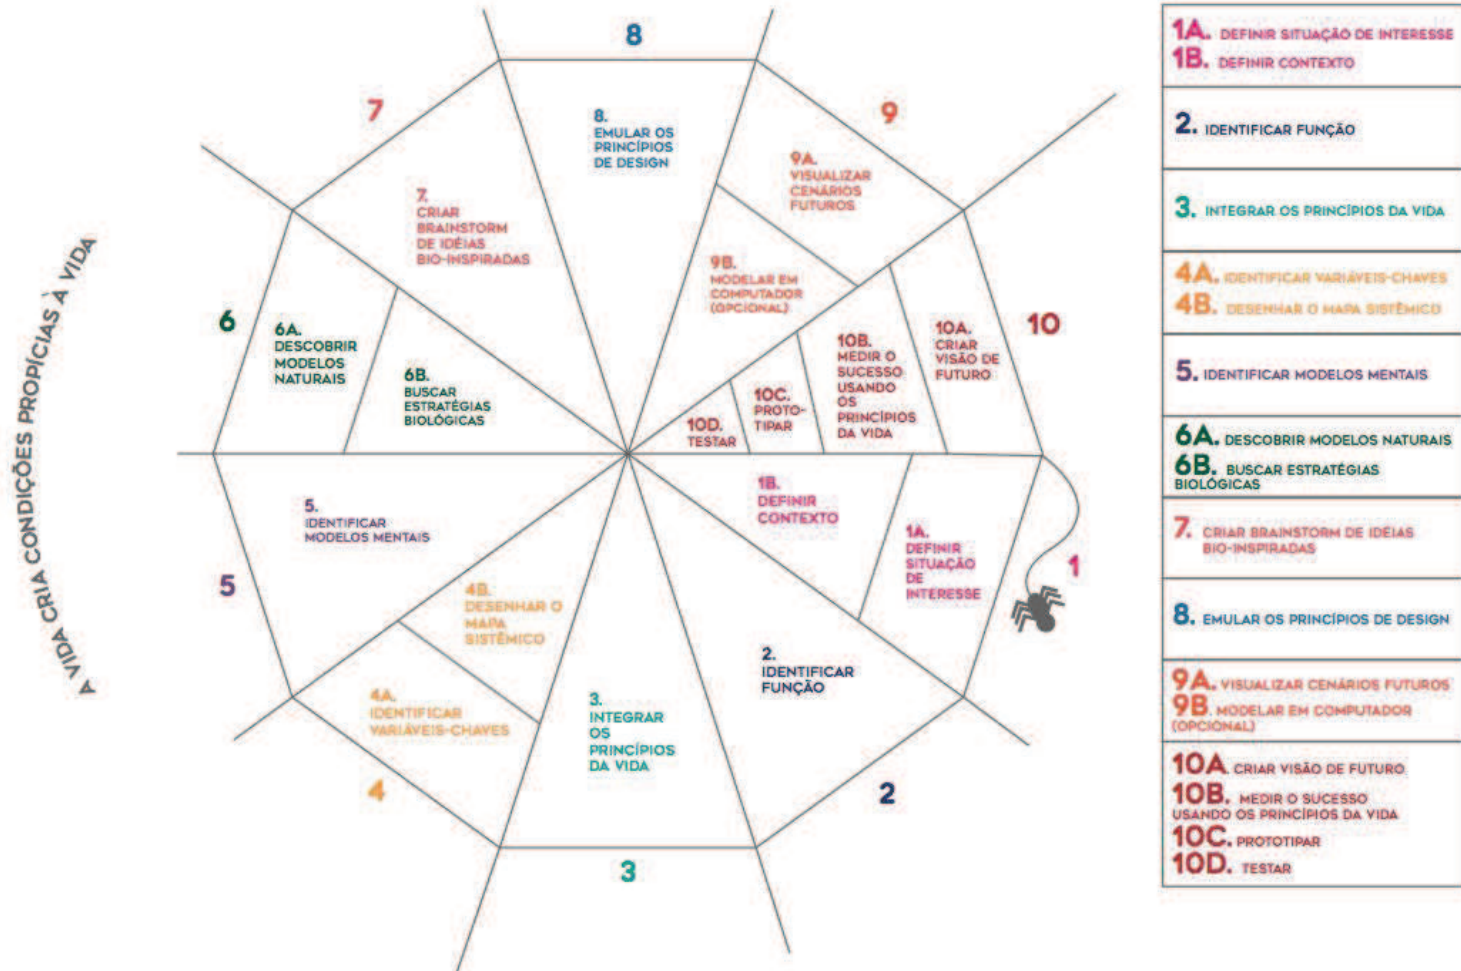 A VIDA CRIA CONDIÇÕES PROPÍCIAS À VIDA
8
8.
EMULAR OS
PRINCÍPIOS
DE DESIGN
7
7.
CRIAR
BRAINSTORM
DE IDÉIAS
BIO-INSPIRADAS
9
9A.
VISUALIZAR
CENÁRIOS
FUTUROS
9B.
MODELAR EM
COMPUTADOR
(OPCIONAL)
6
6A.
DESCOBRIR
MODELOS
NATURAIS
6B.
BUSCAR
ESTRATÉGIAS
BIOLÓGICAS
10
10A.
CRIAR
VISÃO DE
FUTURO
10B.
MEDIR O
SUCESSO
USANDO
OS
PRINCÍPIOS
DA VIDA
10C.
PROTO-
TIPAR
10D.
TESTAR
5
5.
IDENTIFICAR
MODELOS MENTAIS
1B.
DEFINIR
CONTEXTO
1A.
DEFINIR
SITUAÇÃO
DE
INTERESSE
1
4B.
DESENHAR O
MAPA
SISTÊMICO
4A.
IDENTIFICAR
VARIÁVEIS-CHAVES
4
3.
INTEGRAR
OS
PRINCÍPIOS
DA VIDA
3
2.
IDENTIFICAR
FUNÇÃO
2
1A. DEFINIR SITUAÇÃO DE INTERESSE
1B. DEFINIR CONTEXTO
2. IDENTIFICAR FUNÇÃO
3. INTEGRAR OS PRINCÍPIOS DA VIDA
4A. IDENTIFICAR VARIÁVEIS-CHAVES
4B. DESENHAR O MAPA SISTÊMICO
5. IDENTIFICAR MODELOS MENTAIS
6A. DESCOBRIR MODELOS NATURAIS
6B. BUSCAR ESTRATÉGIAS
BIOLÓGICAS
7. CRIAR BRAINSTORM DE IDEIAS
BIO-INSPIRADAS
8. EMULAR OS PRINCÍPIOS DE DESIGN
9A. VISUALIZAR CENÁRIOS FUTUROS
9B. MODELAR EM COMPUTADOR
(OPCIONAL)
10A. CRIAR VISÃO DE FUTURO
10B. MEDIR O SUCESSO
USANDO OS PRINCÍPIOS DA VIDA
10C. PROTOTIPAR
10D. TESTAR